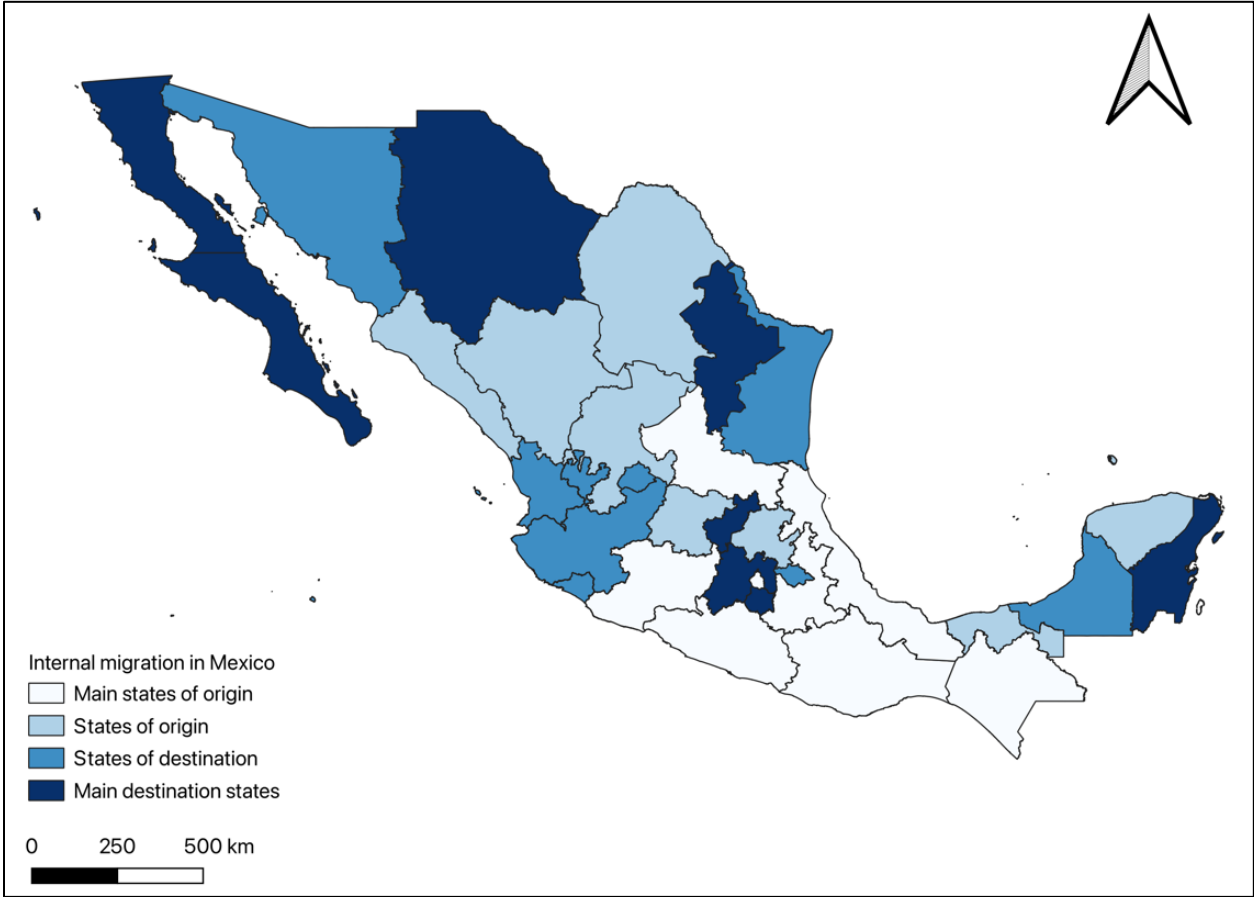 Internal migration in Mexico
Main states of origin
States of origin
States of destination
Main destination states
0 250 500 km